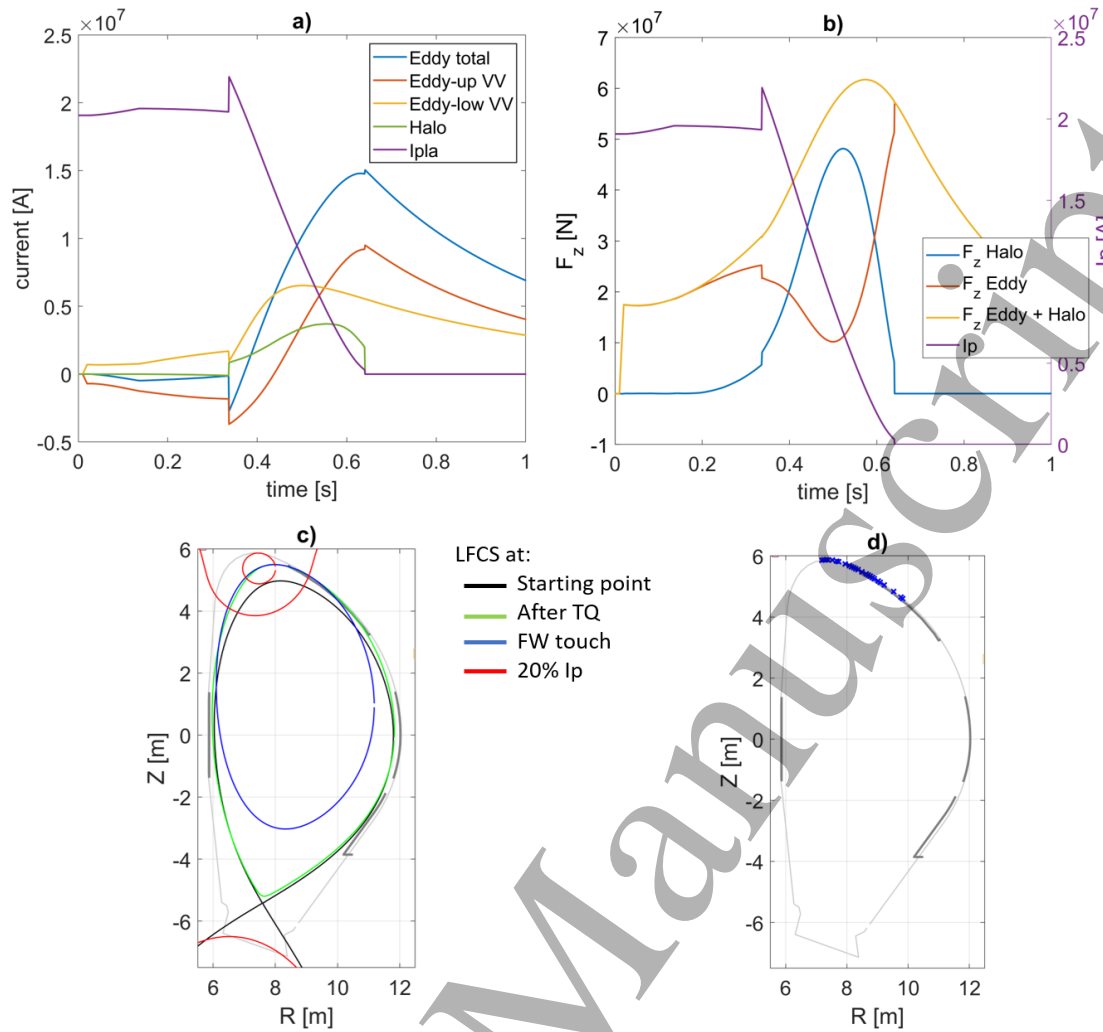 a)
×10⁷
2.5
2
1.5
1
0.5
0
-0.5
current [A]
0 0.2 0.4 0.6 0.8 1
time [s]
Eddy total
Eddy-up VV
Eddy-low VV
Halo
Ipla
b)
×10⁷
7
6
5
4
3
2
1
0
-1
F_z [N]
0 0.2 0.4 0.6 0.8 1
time [s]
×10⁷
2.5
2
1.5
0.5
0
Ip [A]
F_z Halo
F_z Eddy
F_z Eddy + Halo
Ip
c)
6
4
2
0
-2
-4
-6
Z [m]
6 8 10 12
R [m]
LFCS at:
Starting point
After TQ
FW touch
20% Ip
d)
6
4
2
0
-2
-4
-6
Z [m]
6 8 10 12
R [m]
Manuscrip